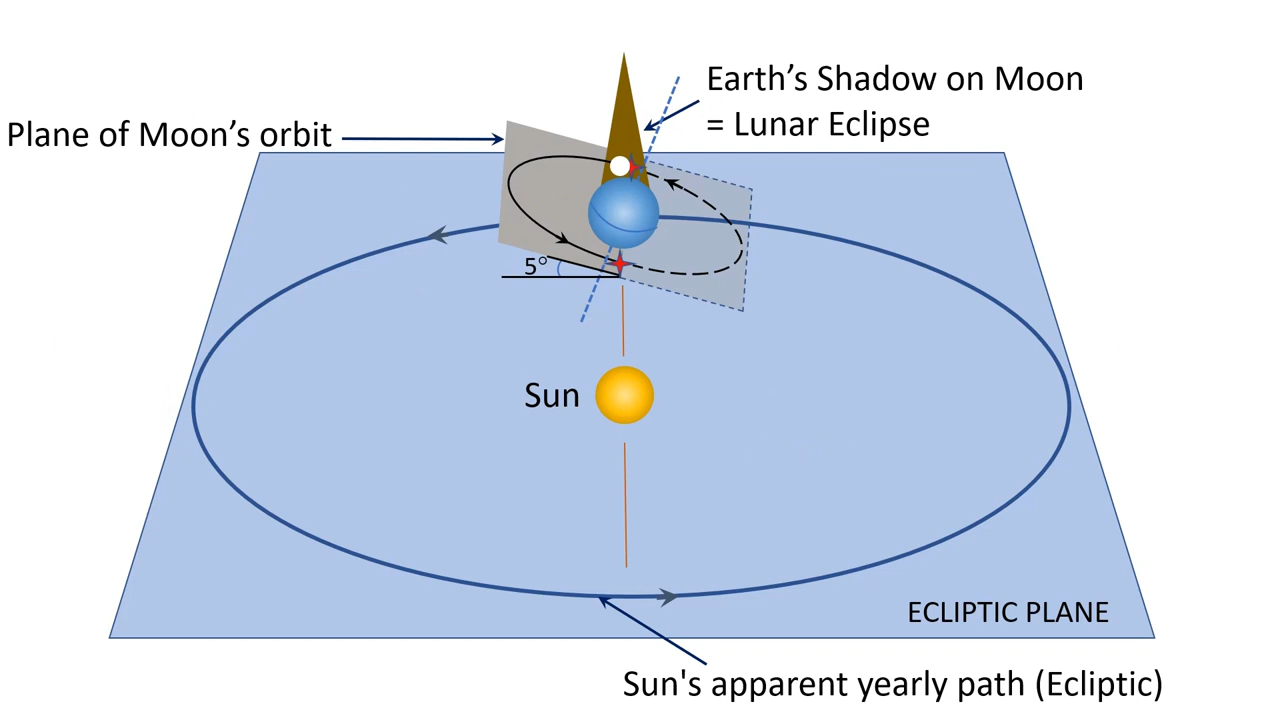 Earth’s Shadow on Moon
= Lunar Eclipse
Plane of Moon’s orbit
5°
Sun
ECLIPTIC PLANE
Sun's apparent yearly path (Ecliptic)